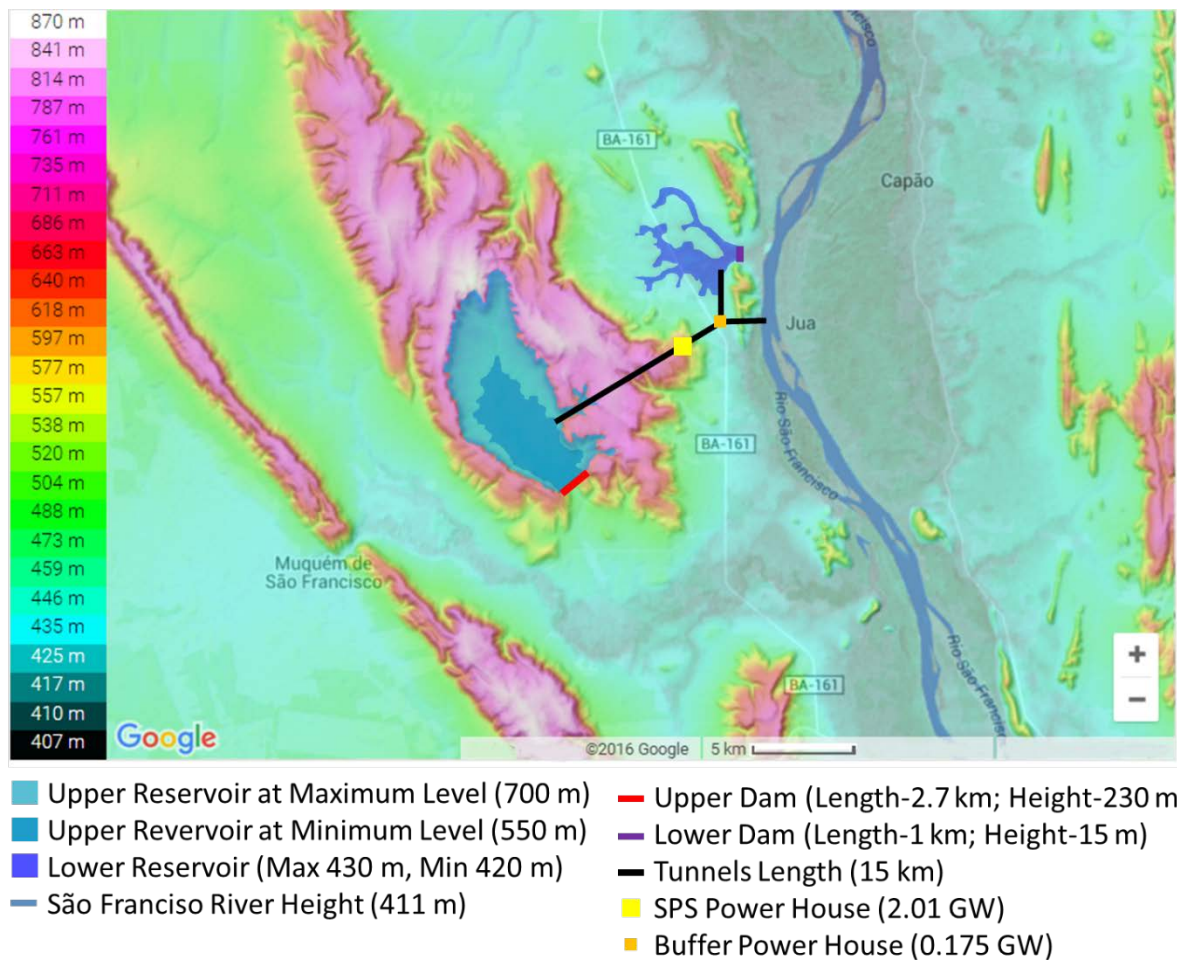 870 m
841 m
814 m
787 m
761 m
735 m
711 m
686 m
663 m
640 m
618 m
597 m
577 m
557 m
538 m
520 m
504 m
488 m
473 m
459 m
446 m
435 m
425 m
417 m
410 m
407 m
ncisco
BA-161
Capão
Jua
Rio São Francisco
BA-161
Muquém de
São Francisco
Rio São Francisco
BA-161
+
−
Google
©2016 Google
5 km
Upper Reservoir at Maximum Level (700 m)
Upper Revervoir at Minimum Level (550 m)
Lower Reservoir (Max 430 m, Min 420 m)
São Franciso River Height (411 m)
Upper Dam (Length-2.7 km; Height-230 m
Lower Dam (Length-1 km; Height-15 m)
Tunnels Length (15 km)
SPS Power House (2.01 GW)
Buffer Power House (0.175 GW)